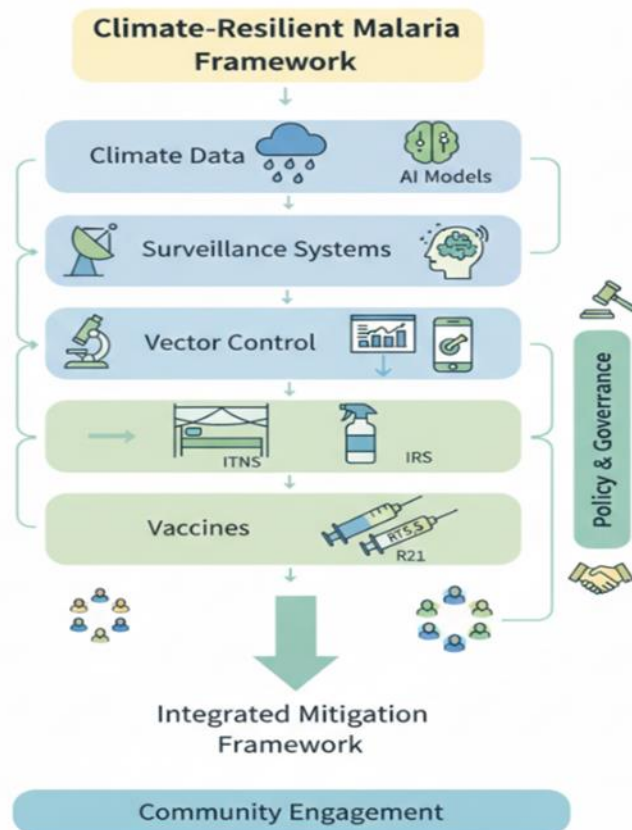 Climate-Resilient Malaria
Framework
Climate Data
AI Models
Surveillance Systems
Vector Control
ITNS
IRS
Vaccines
RTS,S
R21
Policy & Goverrance
Integrated Mitigation
Framework
Community Engagement